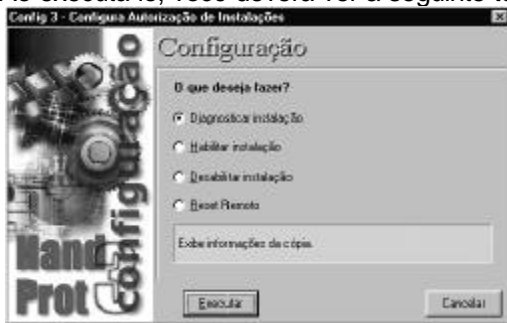 Config 3 - Configura Autorização de Instalações
Configuração
O que deseja fazer?
Diagnosticar instalação
Habilitar instalação
Desabilitar instalação
Reset Remoto
Exibe informações da cópia.
Executar
Cancelar
Configuração
Hand
Prot